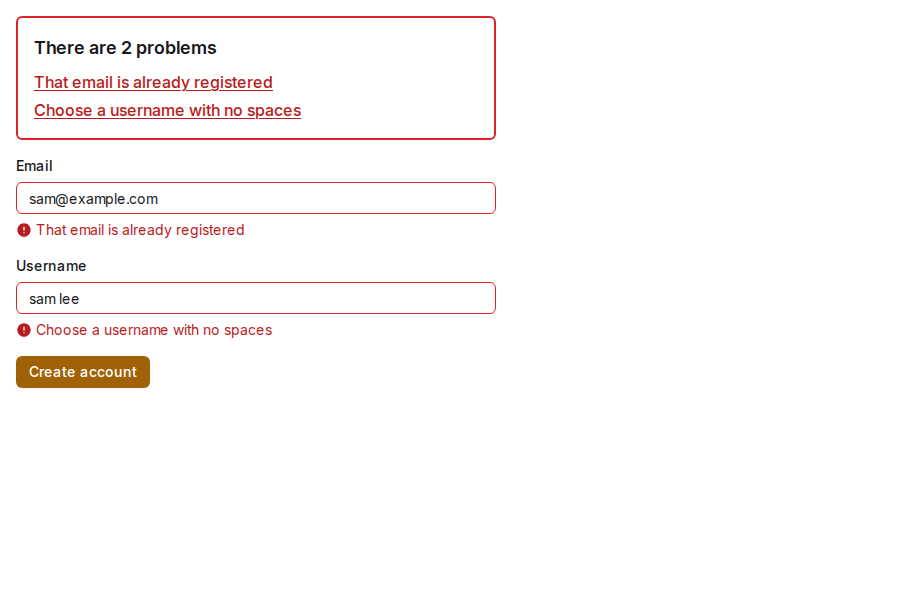 There are 2 problems
That email is already registered
Choose a username with no spaces
Email
sam@example.com
That email is already registered
Username
sam lee
Choose a username with no spaces
Create account